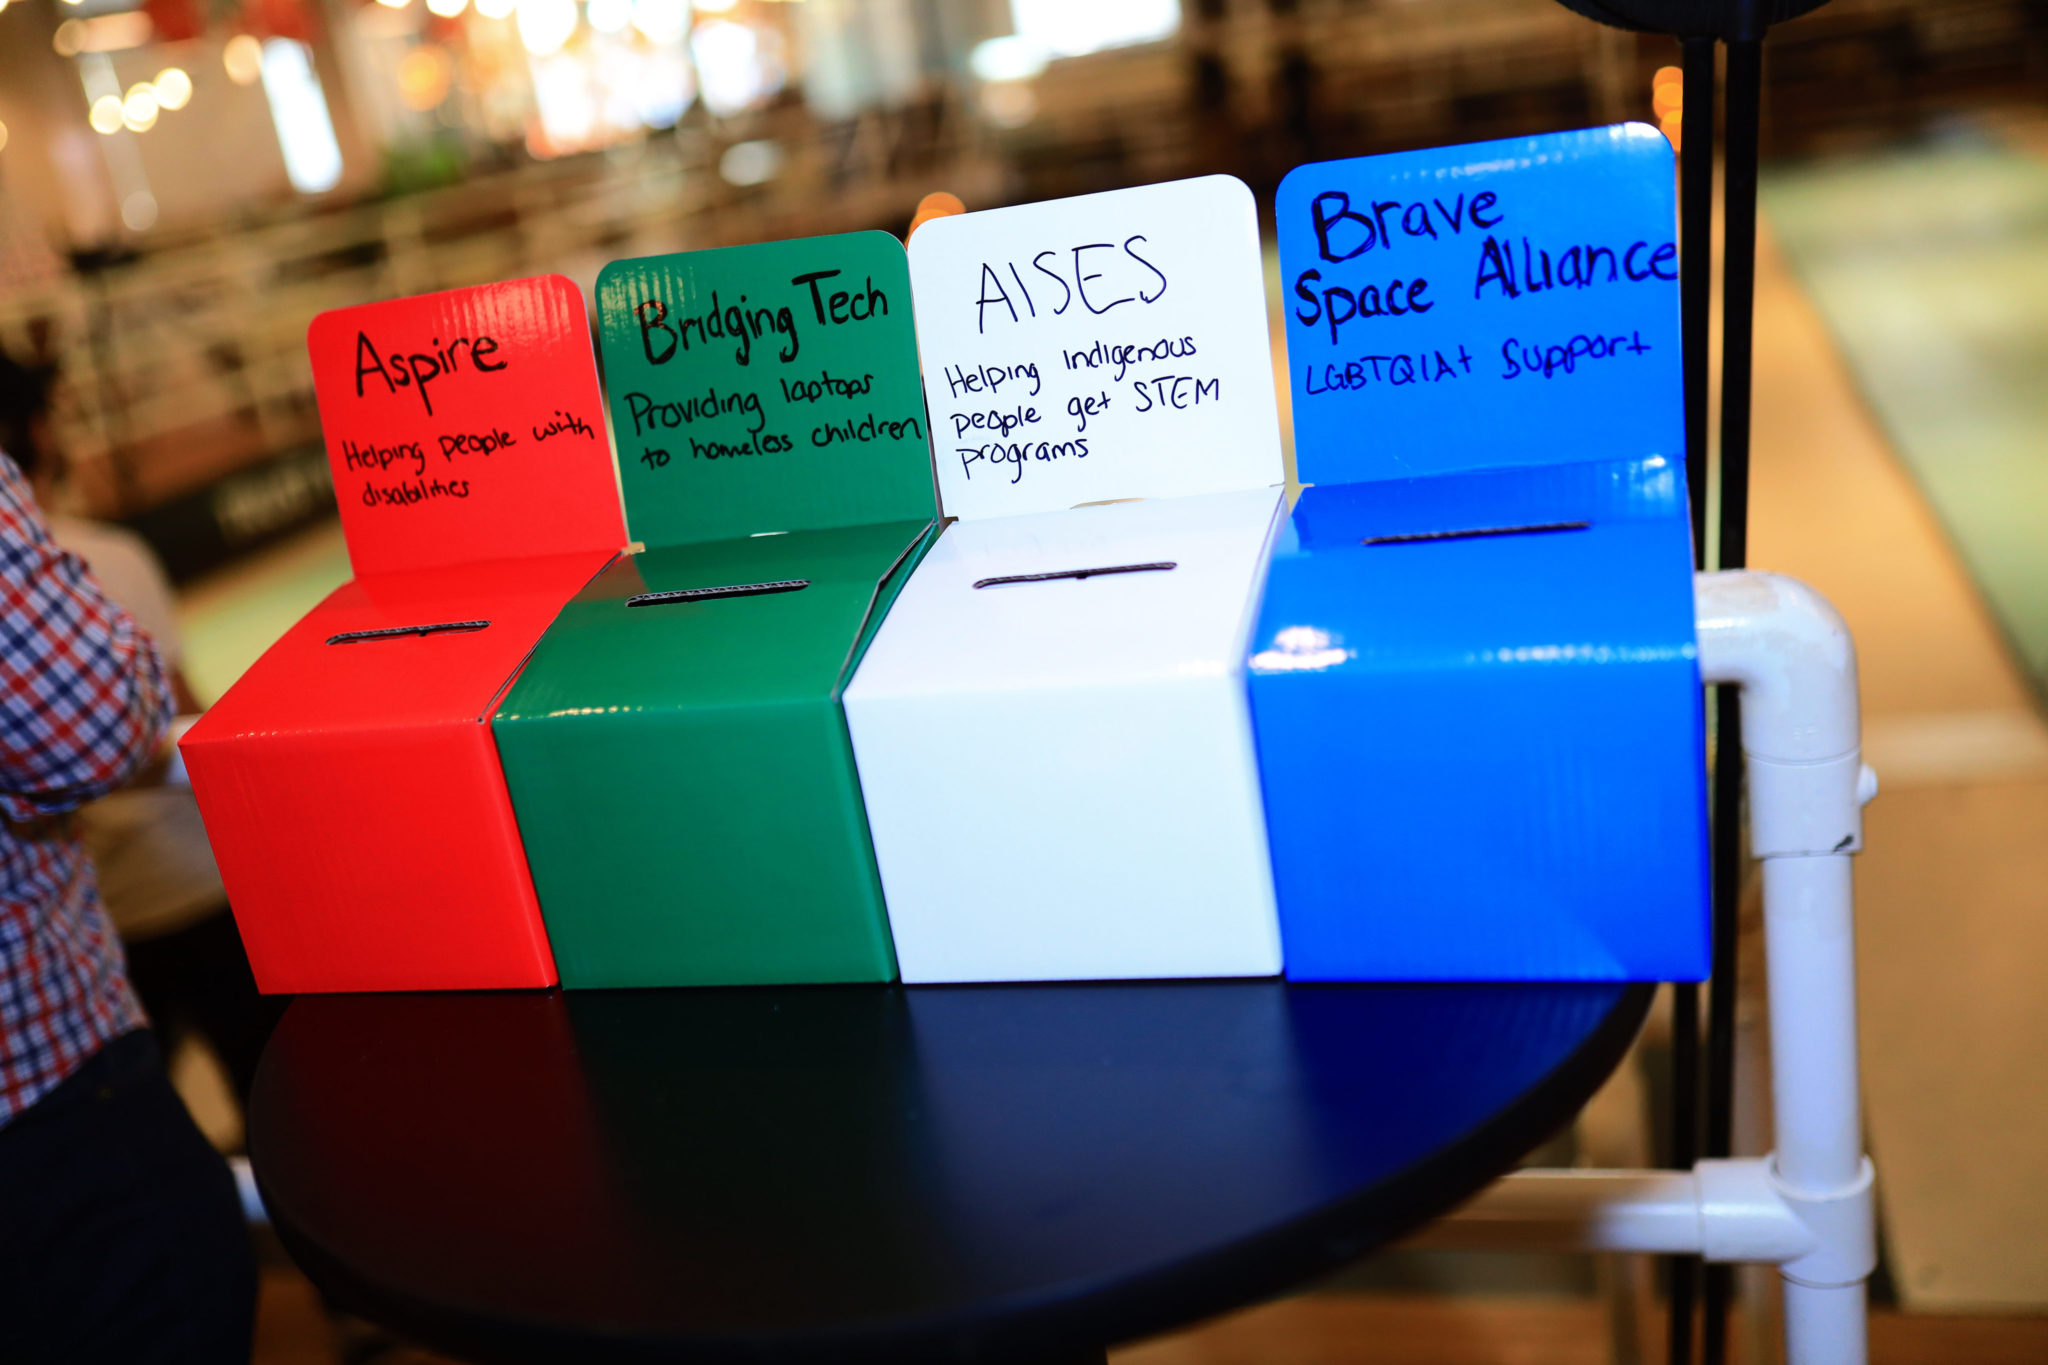 Aspire
Helping people with
disabilities
Bridging Tech
Providing laptops
to homeless children
AISES
Helping Indigenous
people get STEM
programs
Brave
Space Alliance
LGBTQIA+ Support